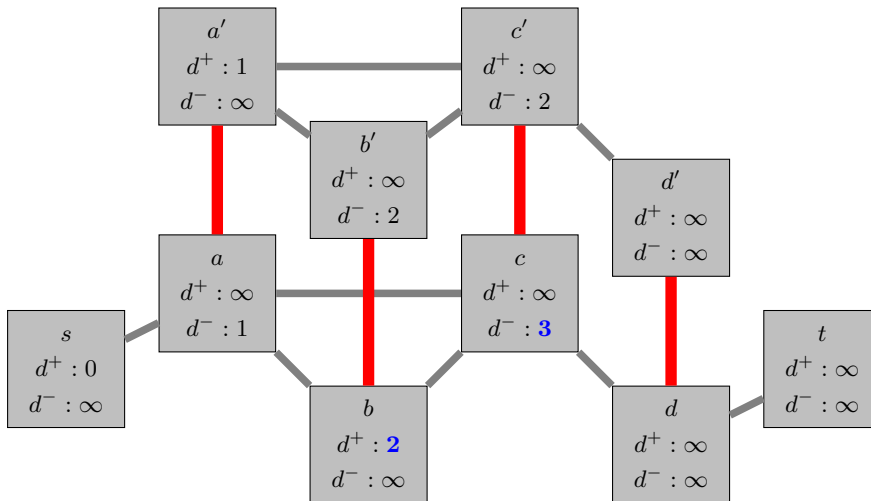 a′
d⁺ : 1
d⁻ : ∞
c′
d⁺ : ∞
d⁻ : 2
b′
d⁺ : ∞
d⁻ : 2
d′
d⁺ : ∞
d⁻ : ∞
a
d⁺ : ∞
d⁻ : 1
c
d⁺ : ∞
d⁻ : 3
s
d⁺ : 0
d⁻ : ∞
t
d⁺ : ∞
d⁻ : ∞
b
d⁺ : 2
d⁻ : ∞
d
d⁺ : ∞
d⁻ : ∞